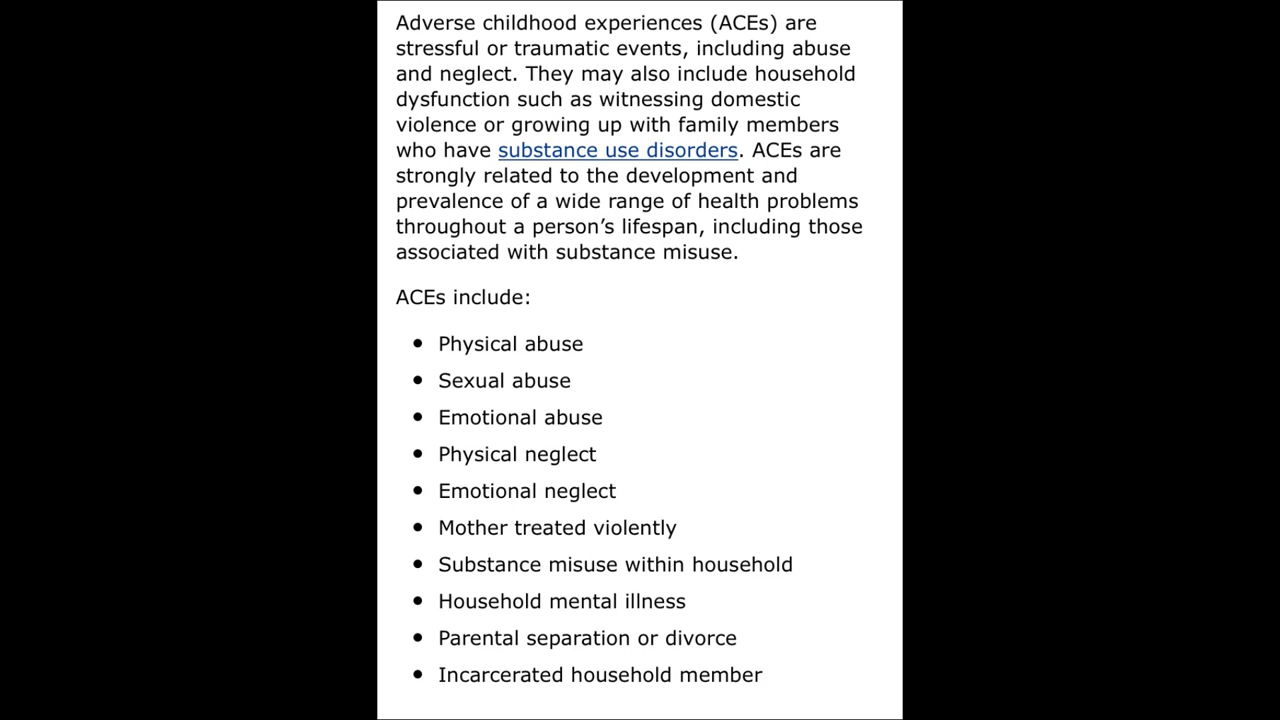 Adverse childhood experiences (ACEs) are
stressful or traumatic events, including abuse
and neglect. They may also include household
dysfunction such as witnessing domestic
violence or growing up with family members
who have substance use disorders. ACEs are
strongly related to the development and
prevalence of a wide range of health problems
throughout a person’s lifespan, including those
associated with substance misuse.
ACEs include:
• Physical abuse
• Sexual abuse
• Emotional abuse
• Physical neglect
• Emotional neglect
• Mother treated violently
• Substance misuse within household
• Household mental illness
• Parental separation or divorce
• Incarcerated household member